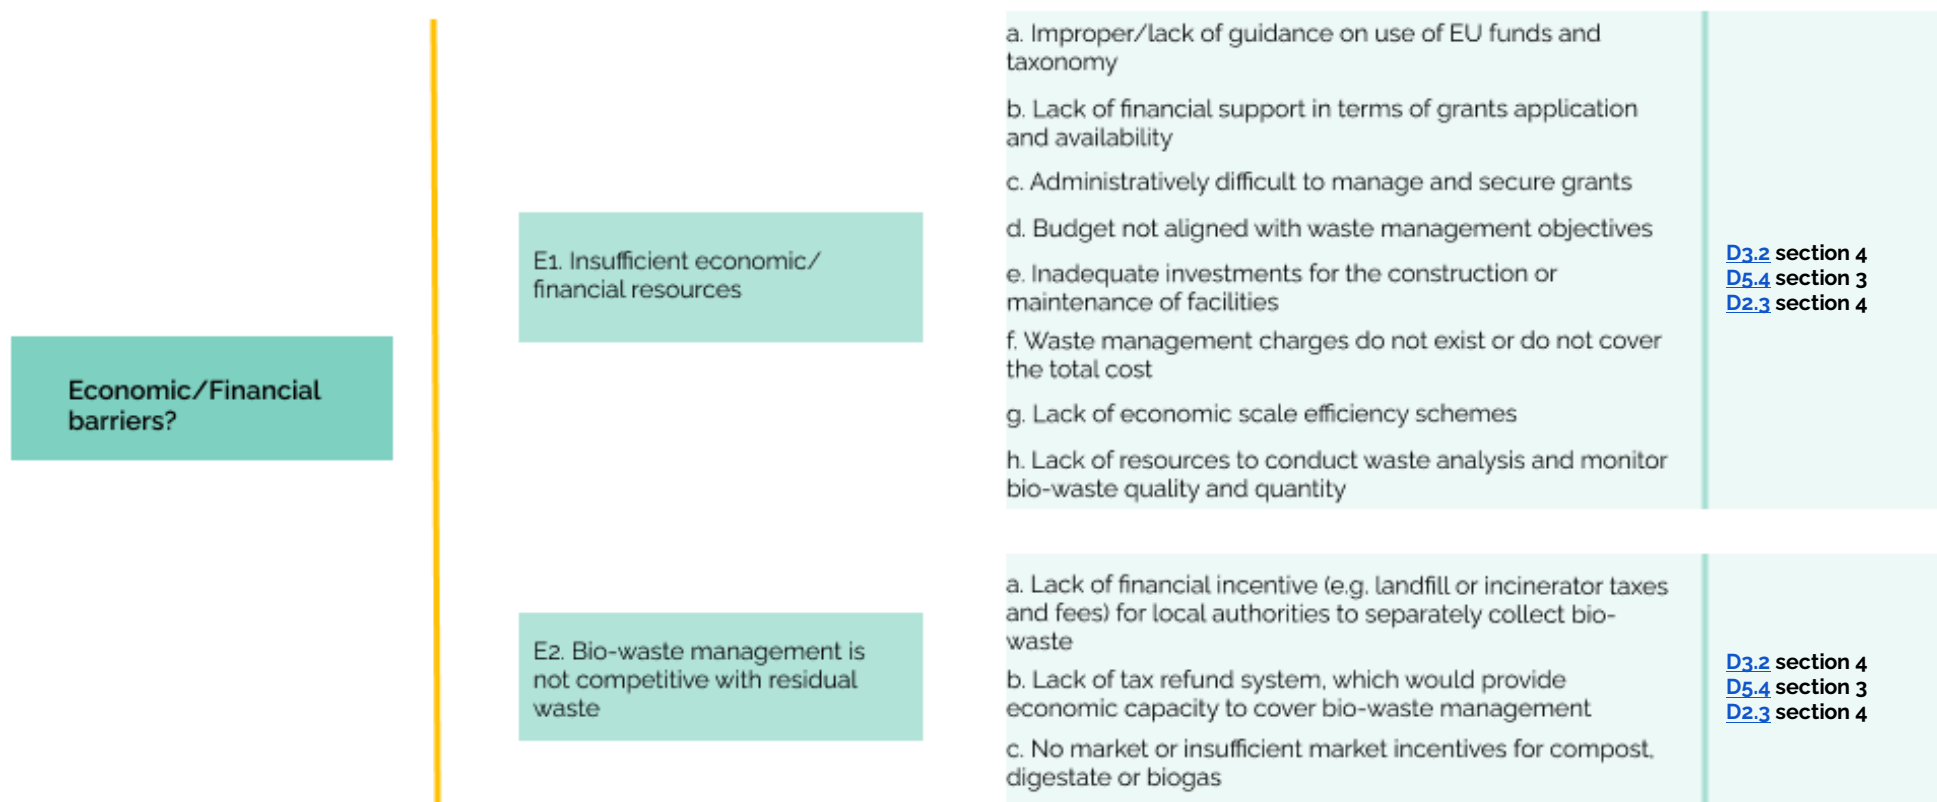 Economic/Financial
barriers?
E1. Insufficient economic/
financial resources
a. Improper/lack of guidance on use of EU funds and
taxonomy
b. Lack of financial support in terms of grants application
and availability
c. Administratively difficult to manage and secure grants
d. Budget not aligned with waste management objectives
e. Inadequate investments for the construction or
maintenance of facilities
f. Waste management charges do not exist or do not cover
the total cost
g. Lack of economic scale efficiency schemes
h. Lack of resources to conduct waste analysis and monitor
bio-waste quality and quantity
D3.2 section 4
D5.4 section 3
D2.3 section 4
E2. Bio-waste management is
not competitive with residual
waste
a. Lack of financial incentive (e.g. landfill or incinerator taxes
and fees) for local authorities to separately collect bio-
waste
b. Lack of tax refund system, which would provide
economic capacity to cover bio-waste management
c. No market or insufficient market incentives for compost,
digestate or biogas
D3.2 section 4
D5.4 section 3
D2.3 section 4